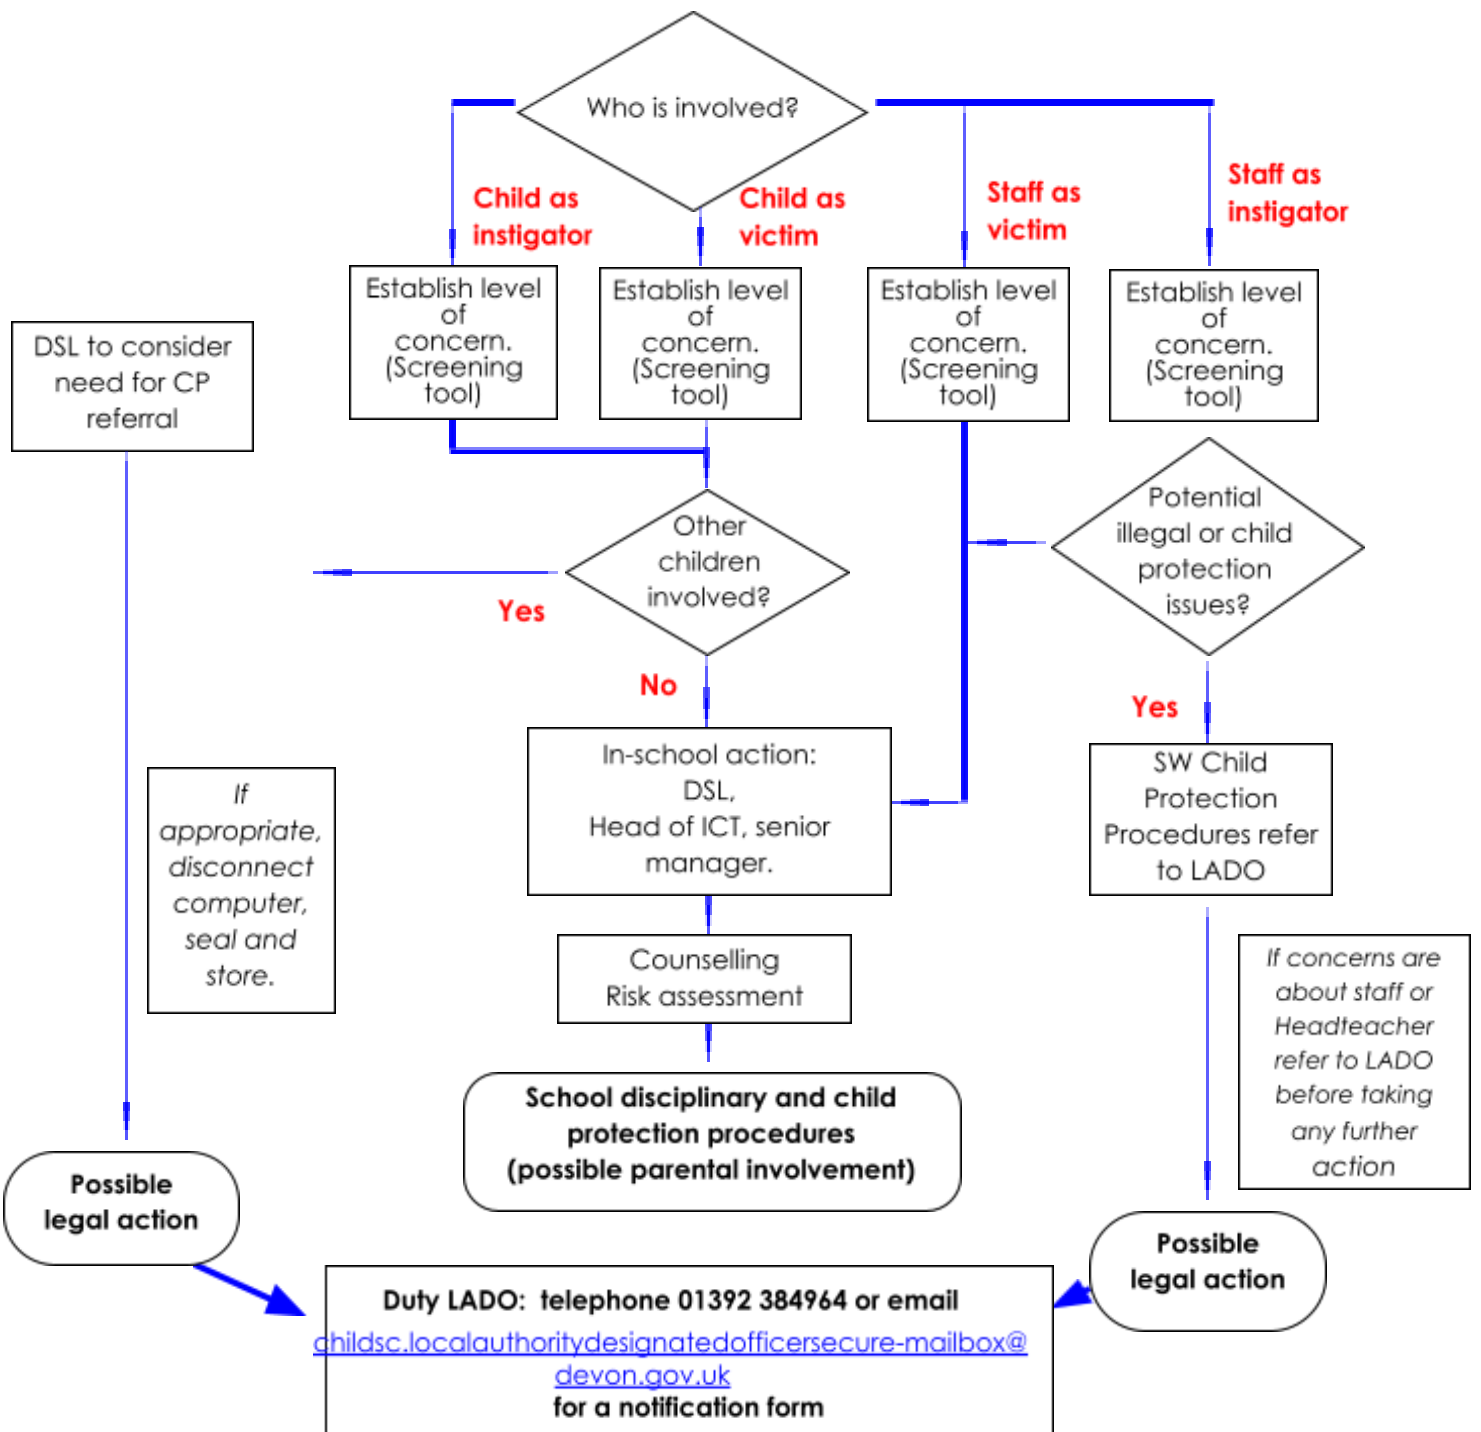 Who is involved?
Child as
instigator
Child as
victim
Staff as
victim
Staff as
instigator
Establish level
of
concern.
(Screening
tool)
Establish level
of
concern.
(Screening
tool)
Establish level
of
concern.
(Screening
tool)
Establish level
of
concern.
(Screening
tool)
DSL to consider
need for CP
referral
Other
children
involved?
Potential
illegal or child
protection
issues?
Yes
No
Yes
In-school action:
DSL,
Head of ICT, senior
manager.
SW Child
Protection
Procedures refer
to LADO
If
appropriate,
disconnect
computer,
seal and
store.
Counselling
Risk assessment
If concerns are
about staff or
Headteacher
refer to LADO
before taking
any further
action
School disciplinary and child
protection procedures
(possible parental involvement)
Possible
legal action
Possible
legal action
Duty LADO: telephone 01392 384964 or email
childsc.localauthoritydesignatedofficersecure-mailbox@
devon.gov.uk
for a notification form